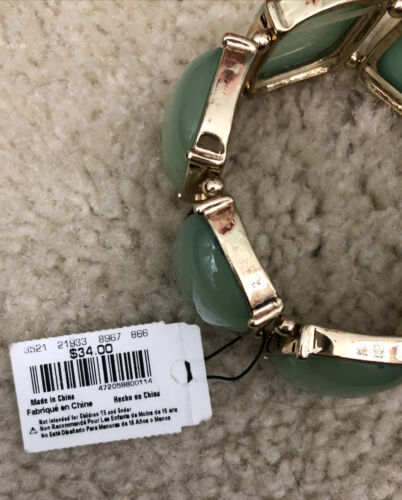 3521 21933 8967 866
$34.00
472058800114
Made in China Hecho en China
Fabriqué en Chine
Not Intended for Children 15 and Under
Non Recommandé Pour Les Enfants de Moins de 15 ans
No Está Diseñado Para Menores de 15 Años o Menos